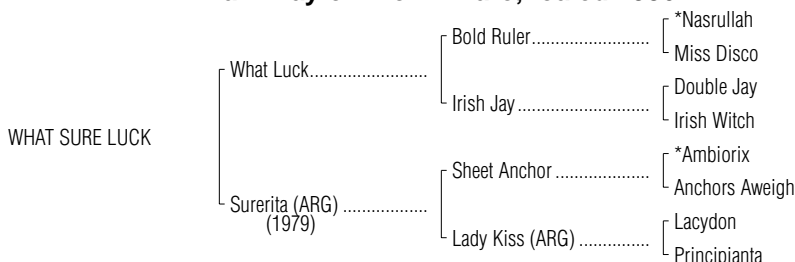 *Nasrullah
Bold Ruler..............................
Miss Disco
What Luck..............................
Double Jay
Irish Jay..................................
Irish Witch
WHAT SURE LUCK
*Ambiorix
Sheet Anchor ........................
Anchors Aweigh
Surerita (ARG) ......................
(1979)
Lacydon
Lady Kiss (ARG) ..................
Principianta